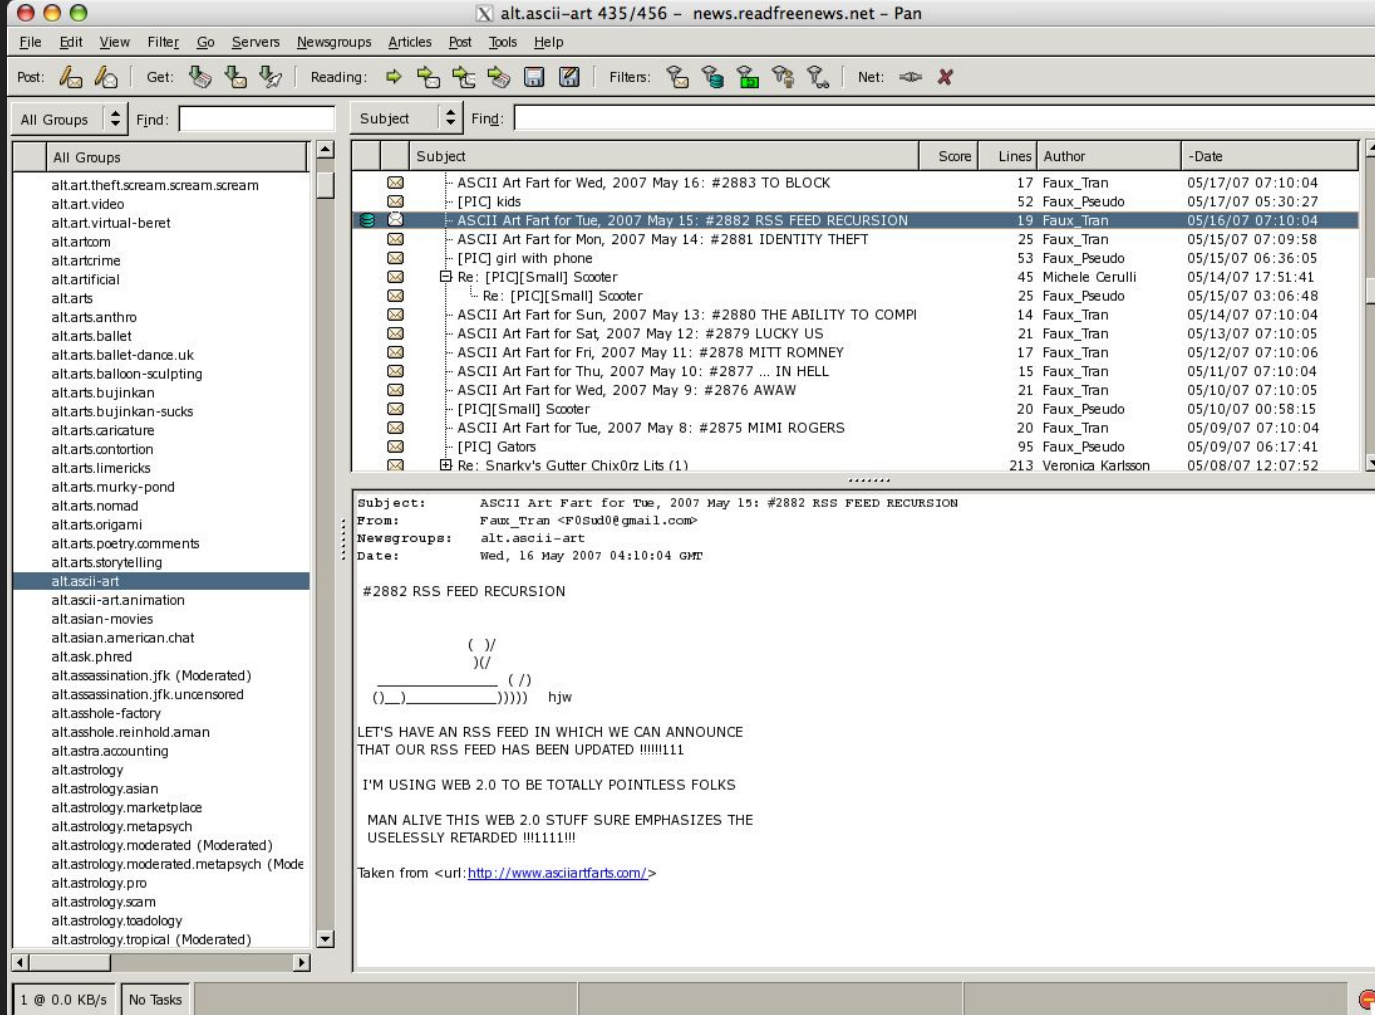 alt.ascii-art 435/456 - news.readfreenews.net - Pan
File Edit View Filter Go Servers Newsgroups Articles Post Tools Help
Post: Get: Reading: Filters: Net:
All Groups Find:
Subject Find:
All Groups
alt.art.theft.scream.scream.scream
alt.art.video
alt.art.virtual-beret
alt.artcom
alt.artcrime
alt.artificial
alt.arts
alt.arts.anthro
alt.arts.ballet
alt.arts.ballet-dance.uk
alt.arts.balloon-sculpting
alt.arts.bujinkan
alt.arts.bujinkan-sucks
alt.arts.caricature
alt.arts.contortion
alt.arts.limericks
alt.arts.murky-pond
alt.arts.nomad
alt.arts.origami
alt.arts.poetry.comments
alt.arts.storytelling
alt.ascii-art
alt.ascii-art.animation
alt.asian-movies
alt.asian.american.chat
alt.ask.phred
alt.assassination.jfk (Moderated)
alt.assassination.jfk.uncensored
alt.asshole-factory
alt.asshole.reinhold.aman
alt.astra.accounting
alt.astrology
alt.astrology.asian
alt.astrology.marketplace
alt.astrology.metapsych
alt.astrology.moderated (Moderated)
alt.astrology.moderated.metapsych (Mode
alt.astrology.pro
alt.astrology.scam
alt.astrology.toadology
alt.astrology.tropical (Moderated)
Subject Score Lines Author -Date
ASCII Art Fart for Wed, 2007 May 16: #2883 TO BLOCK 17 Faux_Tran 05/17/07 07:10:04
[PIC] kids 52 Faux_Pseudo 05/17/07 05:30:27
ASCII Art Fart for Tue, 2007 May 15: #2882 RSS FEED RECURSION 19 Faux_Tran 05/16/07 07:10:04
ASCII Art Fart for Mon, 2007 May 14: #2881 IDENTITY THEFT 25 Faux_Tran 05/15/07 07:09:58
[PIC] girl with phone 53 Faux_Pseudo 05/15/07 06:36:05
Re: [PIC][Small] Scooter 45 Michele Cerulli 05/14/07 17:51:41
Re: [PIC][Small] Scooter 25 Faux_Pseudo 05/15/07 03:06:48
ASCII Art Fart for Sun, 2007 May 13: #2880 THE ABILITY TO COMPI 14 Faux_Tran 05/14/07 07:10:04
ASCII Art Fart for Sat, 2007 May 12: #2879 LUCKY US 21 Faux_Tran 05/13/07 07:10:05
ASCII Art Fart for Fri, 2007 May 11: #2878 MITT ROMNEY 17 Faux_Tran 05/12/07 07:10:06
ASCII Art Fart for Thu, 2007 May 10: #2877 ... IN HELL 15 Faux_Tran 05/11/07 07:10:04
ASCII Art Fart for Wed, 2007 May 9: #2876 AWAW 21 Faux_Tran 05/10/07 07:10:05
[PIC][Small] Scooter 20 Faux_Pseudo 05/10/07 00:58:15
ASCII Art Fart for Tue, 2007 May 8: #2875 MIMI ROGERS 20 Faux_Tran 05/09/07 07:10:04
[PIC] Gators 95 Faux_Pseudo 05/09/07 06:17:41
Re: Snarky's Gutter Chix0rz Lits (1) 213 Veronica Karlsson 05/08/07 12:07:52
Subject: ASCII Art Fart for Tue, 2007 May 15: #2882 RSS FEED RECURSION
From: Faux_Tran <F0Sud0@gmail.com>
Newsgroups: alt.ascii-art
Date: Wed, 16 May 2007 04:10:04 GMT
#2882 RSS FEED RECURSION
( )/
)(/
________________ ( /)
()__)____________))))) hjw
LET'S HAVE AN RSS FEED IN WHICH WE CAN ANNOUNCE
THAT OUR RSS FEED HAS BEEN UPDATED !!!!!!111
I'M USING WEB 2.0 TO BE TOTALLY POINTLESS FOLKS
MAN ALIVE THIS WEB 2.0 STUFF SURE EMPHASIZES THE
USELESSLY RETARDED !!!1111!!!
Taken from <url:http://www.asciiartfarts.com/>
1 @ 0.0 KB/s No Tasks